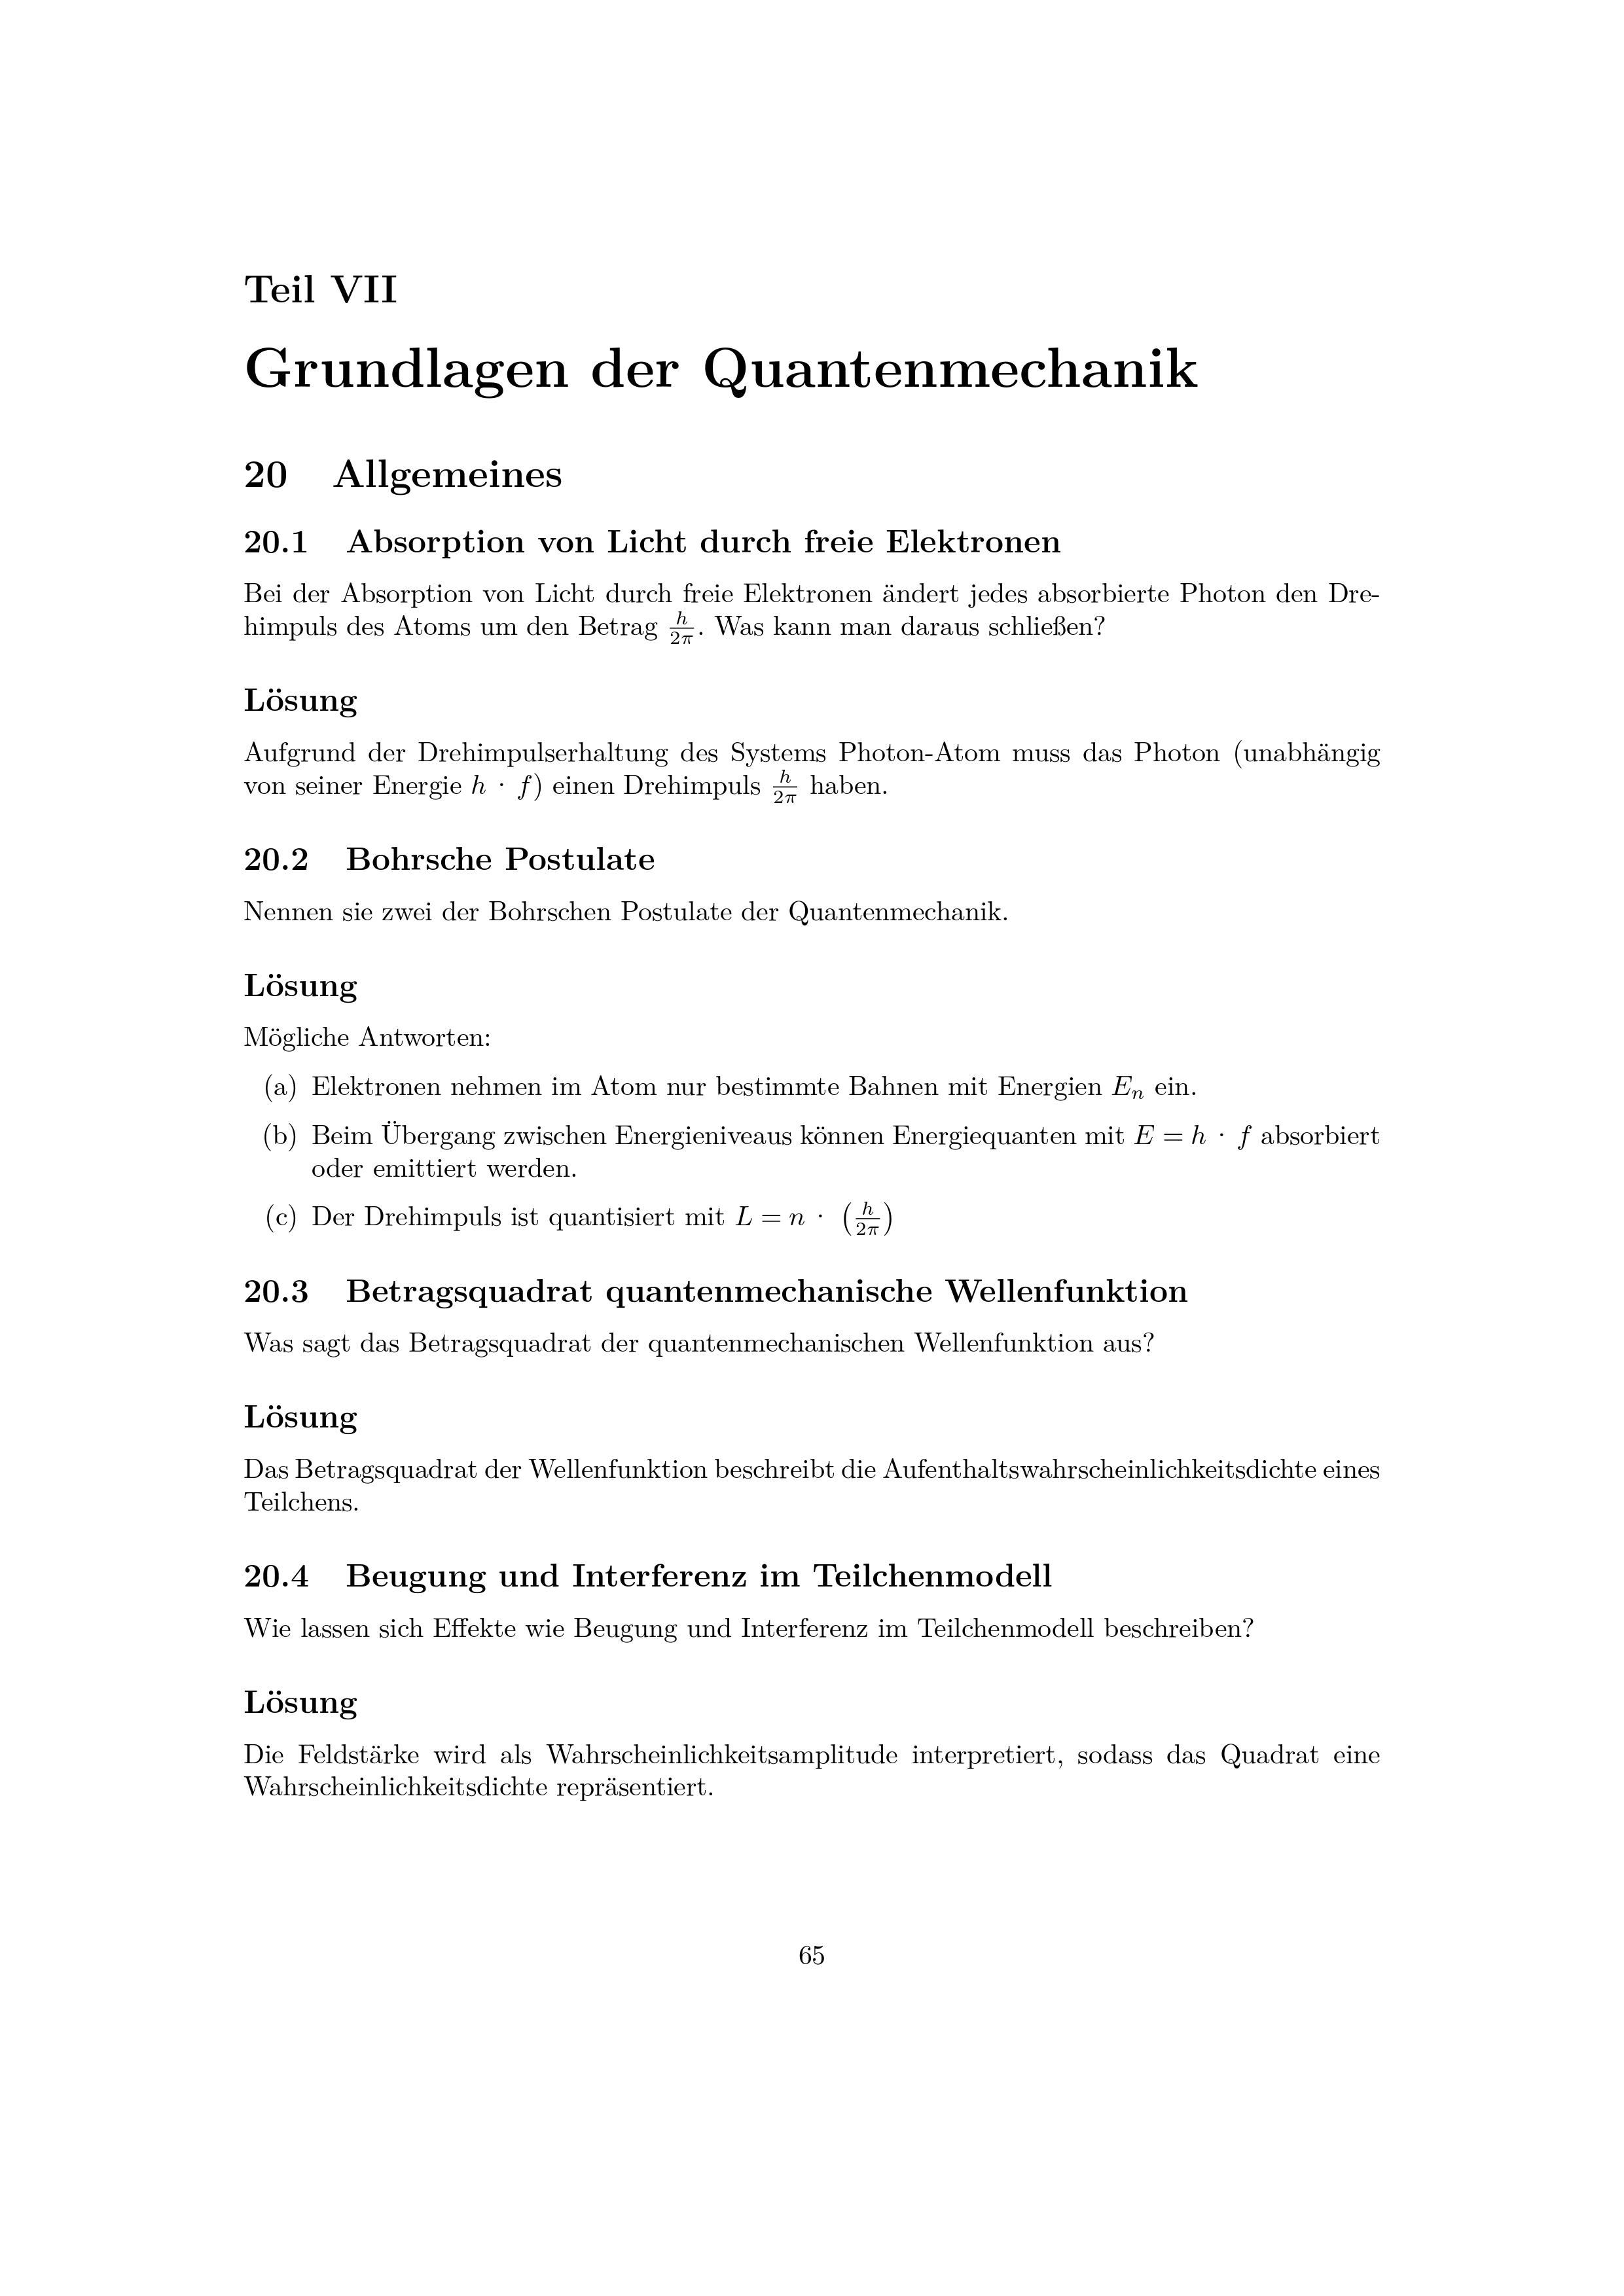 Teil VII
Grundlagen der Quantenmechanik
20 Allgemeines
20.1 Absorption von Licht durch freie Elektronen
Bei der Absorption von Licht durch freie Elektronen ändert jedes absorbierte Photon den Dre-
himpuls des Atoms um den Betrag $\frac{h}{2\pi}$. Was kann man daraus schließen?
Lösung
Aufgrund der Drehimpulserhaltung des Systems Photon-Atom muss das Photon (unabhängig
von seiner Energie $h \cdot f$) einen Drehimpuls $\frac{h}{2\pi}$ haben.
20.2 Bohrsche Postulate
Nennen sie zwei der Bohrschen Postulate der Quantenmechanik.
Lösung
Mögliche Antworten:
(a) Elektronen nehmen im Atom nur bestimmte Bahnen mit Energien $E_n$ ein.
(b) Beim Übergang zwischen Energieniveaus können Energiequanten mit $E = h \cdot f$ absorbiert
oder emittiert werden.
(c) Der Drehimpuls ist quantisiert mit $L = n \cdot \left(\frac{h}{2\pi}\right)$
20.3 Betragsquadrat quantenmechanische Wellenfunktion
Was sagt das Betragsquadrat der quantenmechanischen Wellenfunktion aus?
Lösung
Das Betragsquadrat der Wellenfunktion beschreibt die Aufenthaltswahrscheinlichkeitsdichte eines
Teilchens.
20.4 Beugung und Interferenz im Teilchenmodell
Wie lassen sich Effekte wie Beugung und Interferenz im Teilchenmodell beschreiben?
Lösung
Die Feldstärke wird als Wahrscheinlichkeitsamplitude interpretiert, sodass das Quadrat eine
Wahrscheinlichkeitsdichte repräsentiert.
65